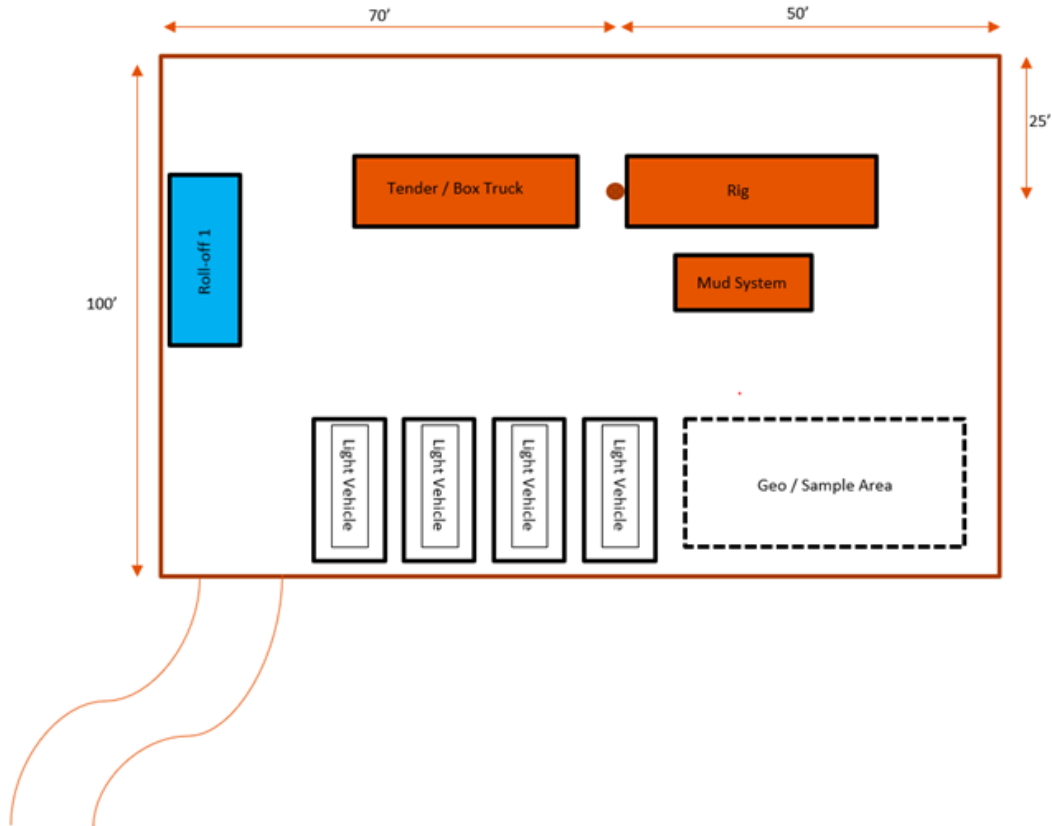 70’
50’
25’
Tender / Box Truck
Rig
Roll-off 1
Mud System
100’
Light Vehicle
Light Vehicle
Light Vehicle
Light Vehicle
Geo / Sample Area